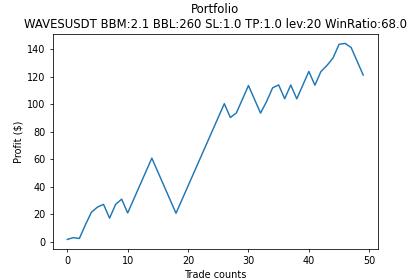 Portfolio
WAVESUSDT BBM:2.1 BBL:260 SL:1.0 TP:1.0 lev:20 WinRatio:68.0
140
120
100
80
60
40
20
0
Profit ($)
0 10 20 30 40 50
Trade counts